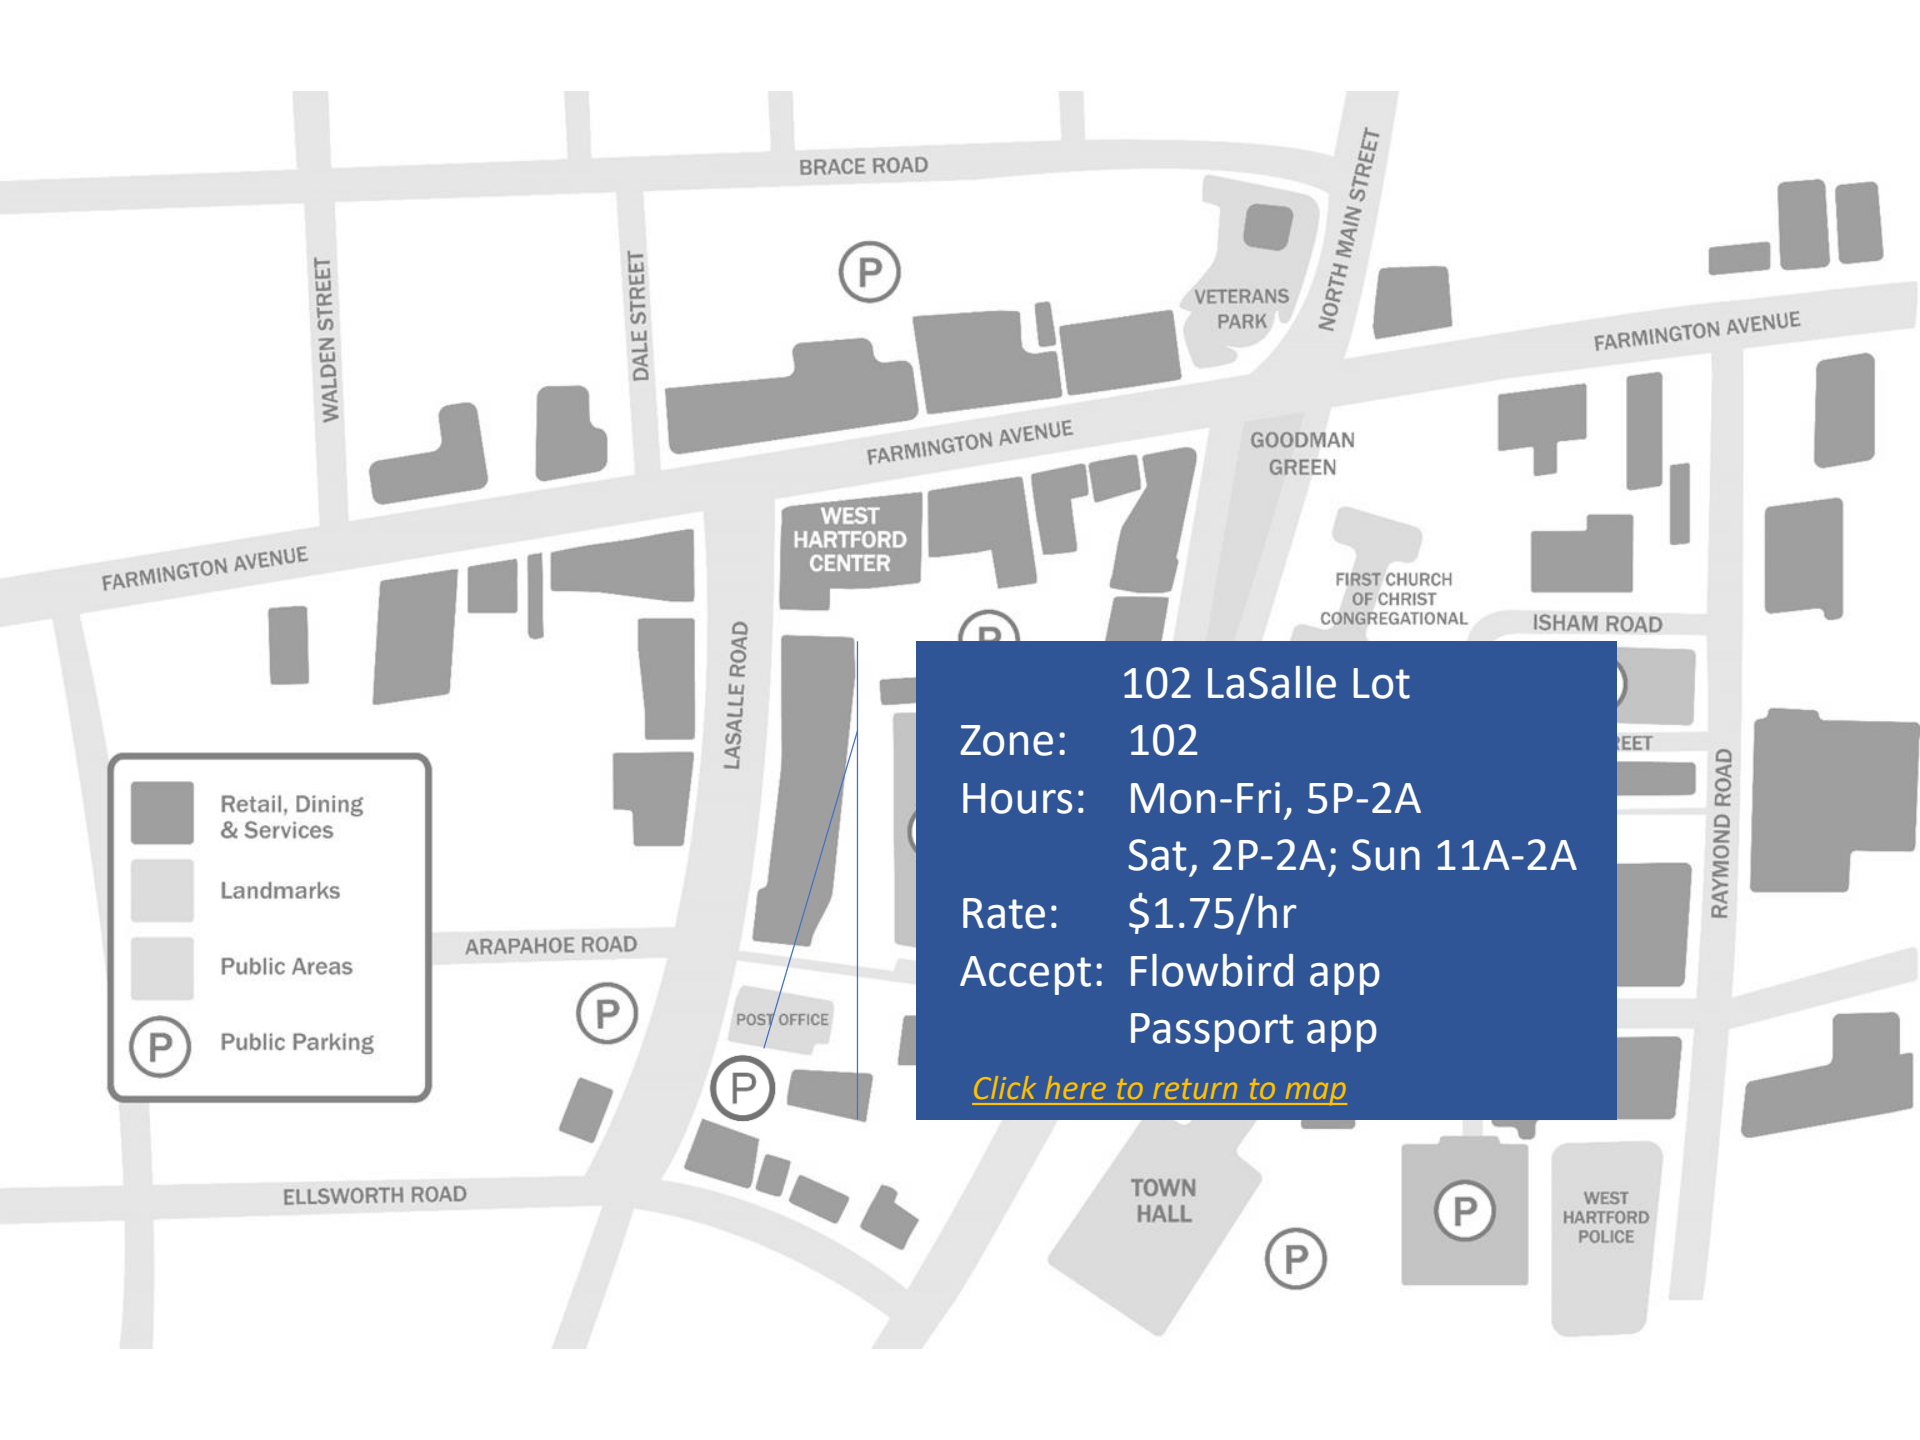 BRACE ROAD
NORTH MAIN STREET
WALDEN STREET
DALE STREET
P
VETERANS
PARK
FARMINGTON AVENUE
FARMINGTON AVENUE
GOODMAN
GREEN
WEST
HARTFORD
CENTER
FARMINGTON AVENUE
FIRST CHURCH
OF CHRIST
CONGREGATIONAL
ISHAM ROAD
LASALLE ROAD
P
102 LaSalle Lot
Zone: 102
Hours: Mon-Fri, 5P-2A
Sat, 2P-2A; Sun 11A-2A
Rate: $1.75/hr
Accept: Flowbird app
Passport app
Click here to return to map
REET
RAYMOND ROAD
Retail, Dining
& Services
Landmarks
Public Areas
P Public Parking
ARAPAHOE ROAD
P
POST OFFICE
P
ELLSWORTH ROAD
TOWN
HALL
P
P
WEST
HARTFORD
POLICE